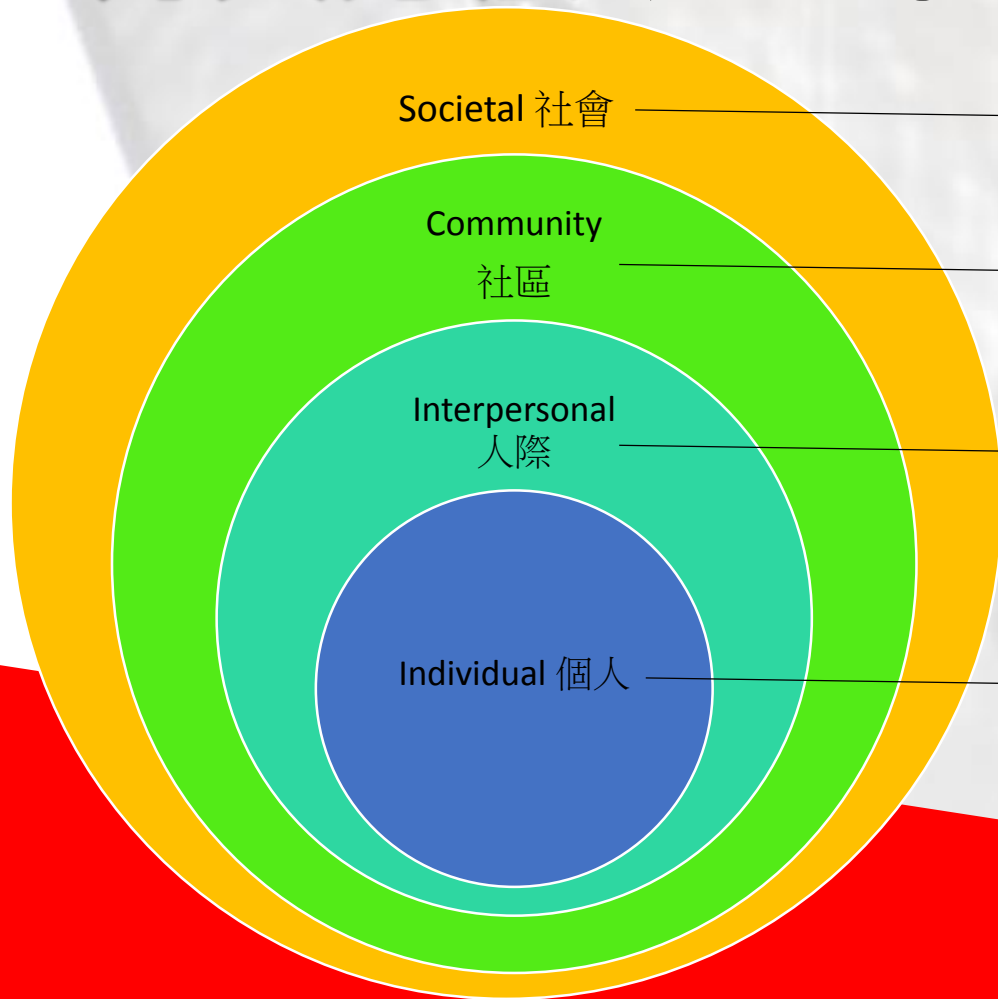 Societal 社會
Community
社區
Interpersonal
人際
Individual 個人